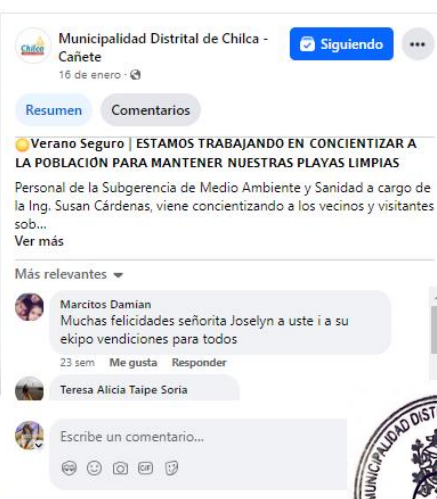 Chilca
Municipalidad Distrital de Chilca -
Cañete
16 de enero ·
Siguiendo
Resumen
Comentarios
Verano Seguro | ESTAMOS TRABAJANDO EN CONCIENTIZAR A
LA POBLACIÓN PARA MANTENER NUESTRAS PLAYAS LIMPIAS
Personal de la Subgerencia de Medio Ambiente y Sanidad a cargo de
la Ing. Susan Cárdenas, viene concientizando a los vecinos y visitantes
sob...
Ver más
Más relevantes
Marcitos Damian
Muchas felicidades señorita Joselyn a uste i a su
ekipo vendiciones para todos
23 sem Me gusta Responder
Teresa Alicia Taipe Soria
Escribe un comentario...
GIF
MUNICIPALIDAD DIST